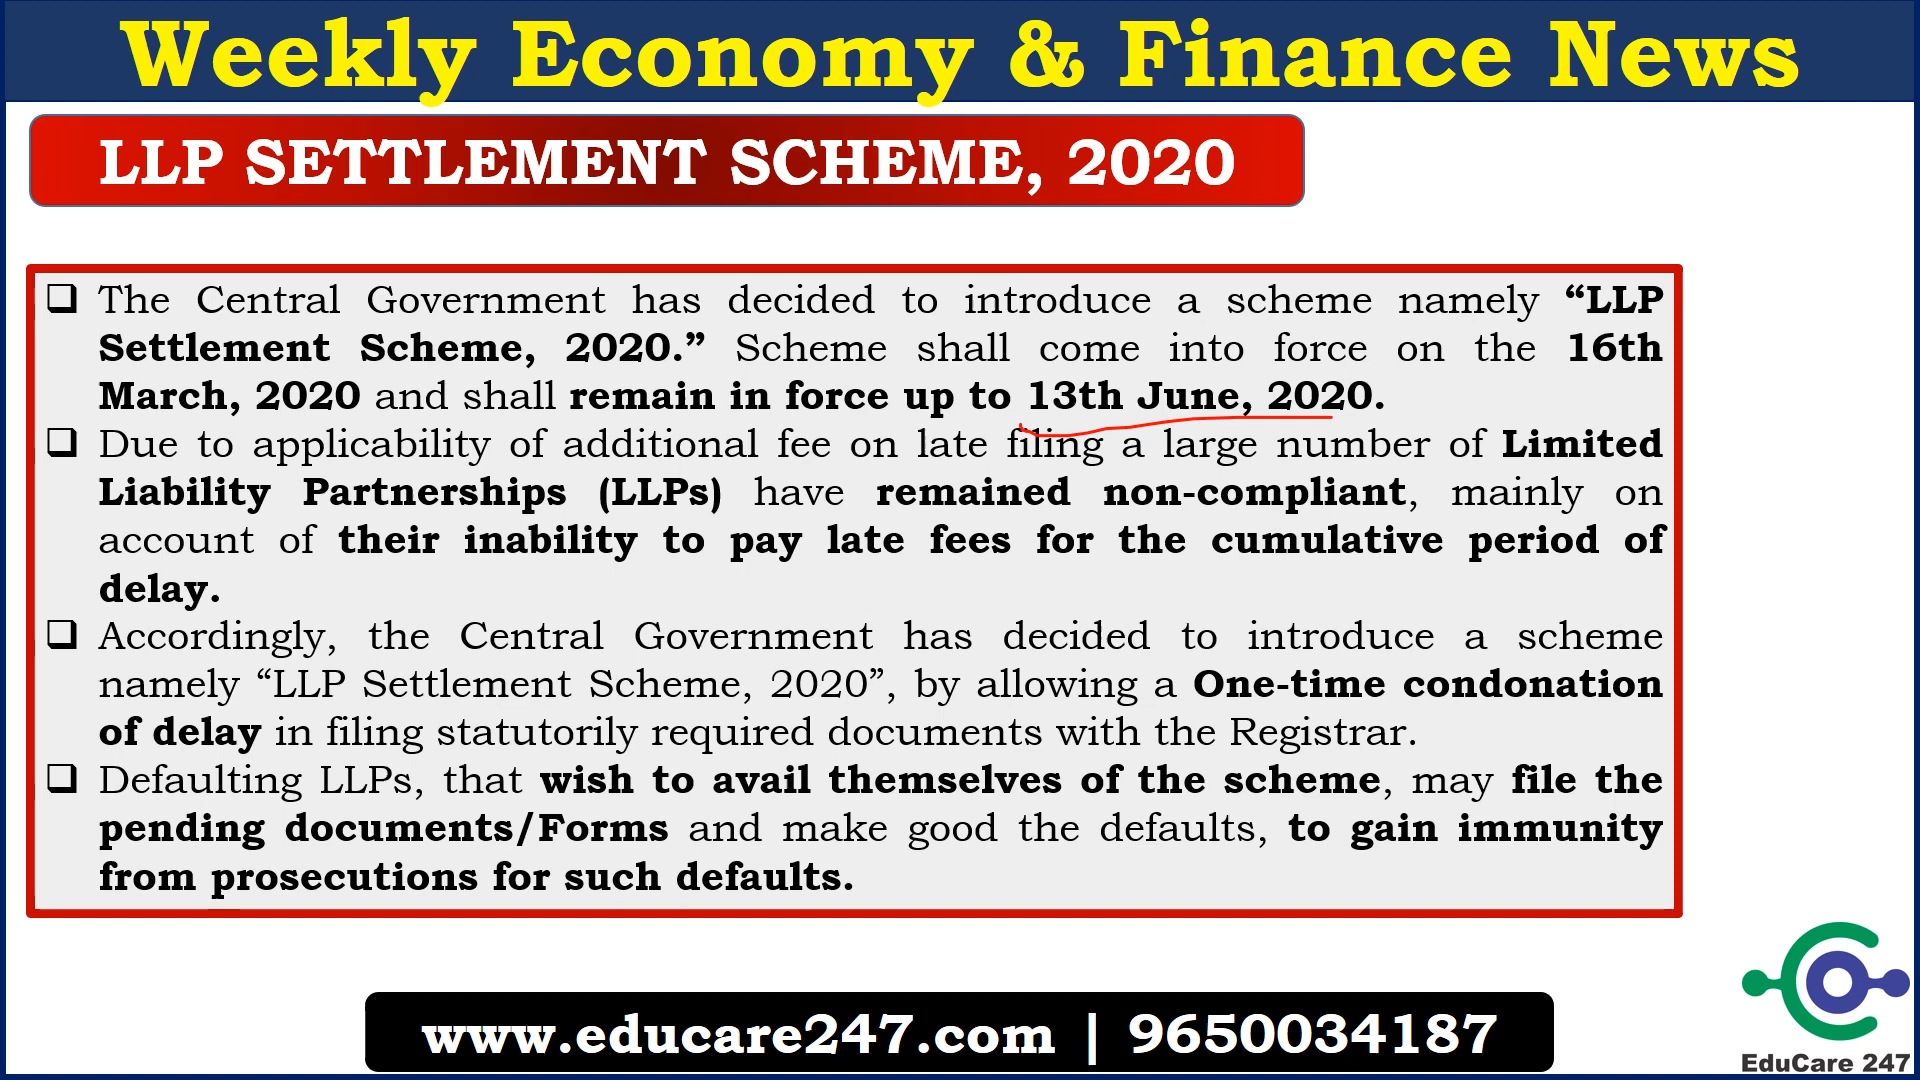 Weekly Economy & Finance News
LLP SETTLEMENT SCHEME, 2020
❑ The Central Government has decided to introduce a scheme namely “LLP
Settlement Scheme, 2020.” Scheme shall come into force on the 16th
March, 2020 and shall remain in force up to 13th June, 2020.
❑ Due to applicability of additional fee on late filing a large number of Limited
Liability Partnerships (LLPs) have remained non-compliant, mainly on
account of their inability to pay late fees for the cumulative period of
delay.
❑ Accordingly, the Central Government has decided to introduce a scheme
namely “LLP Settlement Scheme, 2020”, by allowing a One-time condonation
of delay in filing statutorily required documents with the Registrar.
❑ Defaulting LLPs, that wish to avail themselves of the scheme, may file the
pending documents/Forms and make good the defaults, to gain immunity
from prosecutions for such defaults.
www.educare247.com | 9650034187
EduCare 247